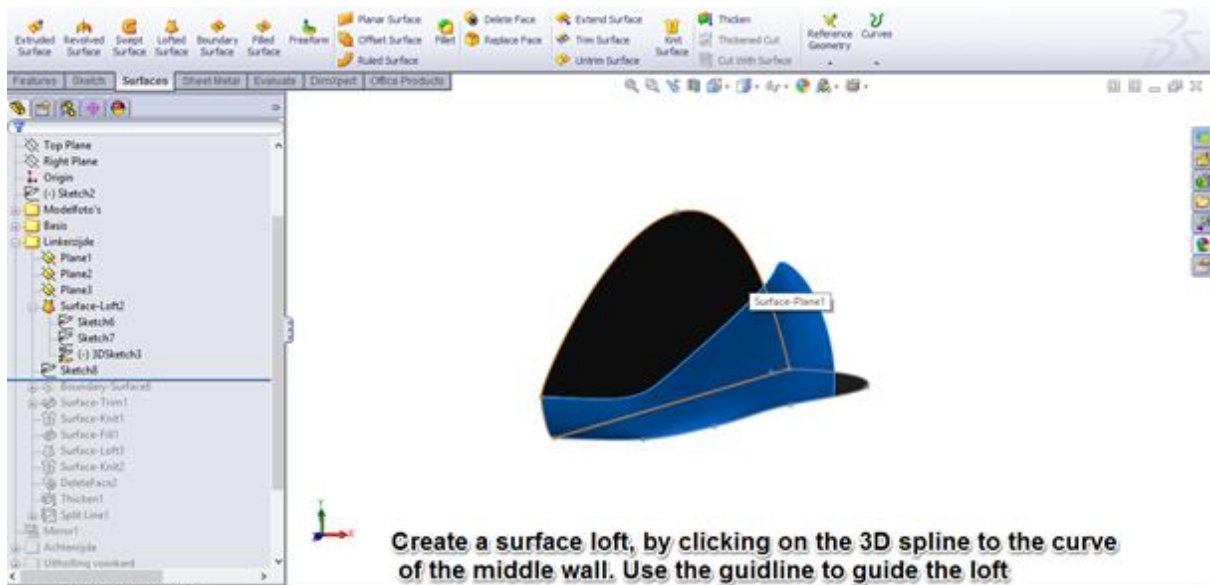 Extruded Surface
Revolved Surface
Swept Surface
Lofted Surface
Boundary Surface
Filled Surface
Freeform
Planar Surface
Offset Surface
Ruled Surface
Fillet
Delete Face
Replace Face
Extend Surface
Trim Surface
Untrim Surface
Knit Surface
Thicken
Thickened Cut
Cut With Surface
Reference Geometry
Curves
Features Sketch Surfaces Sheet Metal Evaluate DimXpert Office Products
Top Plane
Right Plane
Origin
(-) Sketch2
Modelfoto's
Basis
Linkerzijde
Plane1
Plane2
Plane3
Surface-Loft2
Sketch6
Sketch7
(-) 3DSketch3
Sketch8
Boundary-Surface8
Surface-Trim1
Surface-Knit1
Surface-Fill1
Surface-Loft3
Surface-Knit2
DeleteFace2
Thicken1
Split Line1
Mirror1
Achterzijde
Uitholling voorkant
Surface-Plane1
Y
X
Create a surface loft, by clicking on the 3D spline to the curve
of the middle wall. Use the guidline to guide the loft